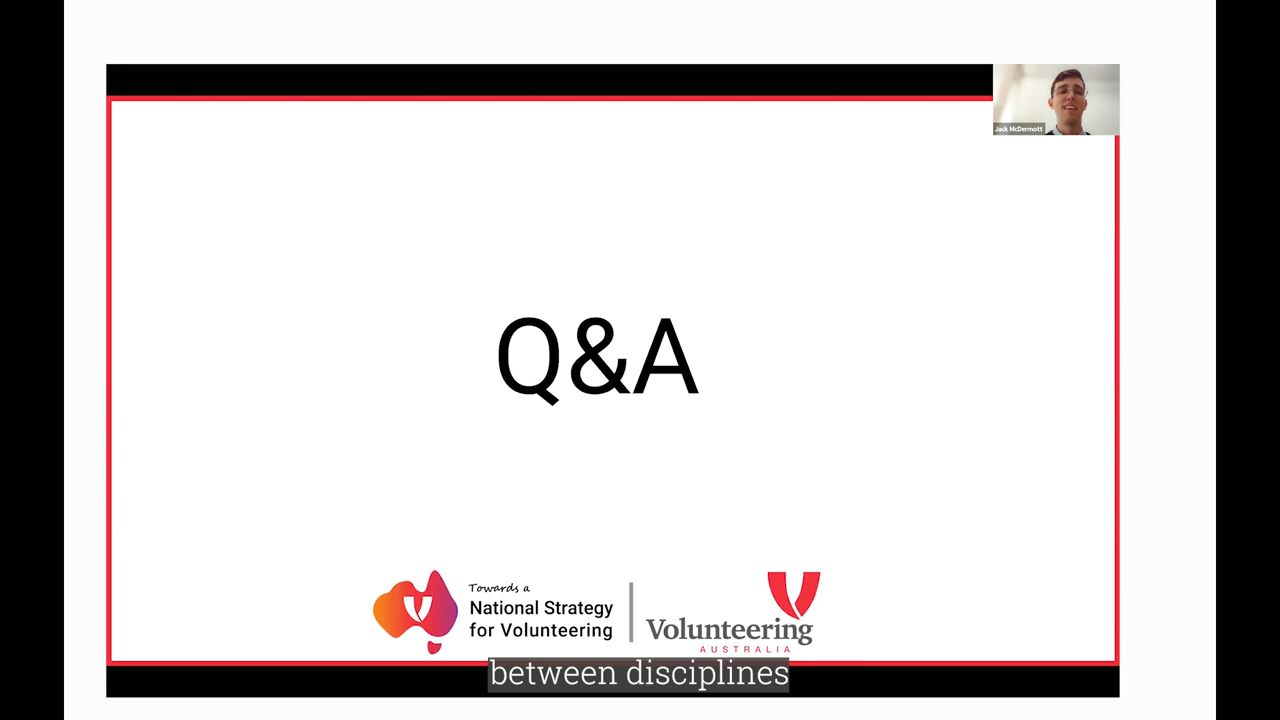 Jack McDermott
Q&A
Towards a
National Strategy
for Volunteering
Volunteering
AUSTRALIA
between disciplines